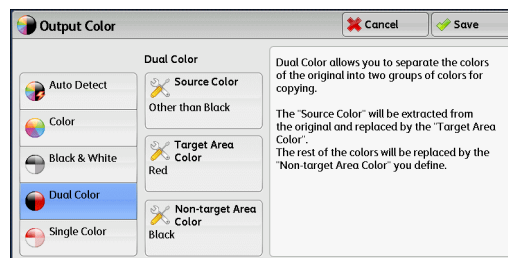 Output Color
Cancel
Save
Auto Detect
Color
Black & White
Dual Color
Single Color
Dual Color
Source Color
Other than Black
Target Area
Color
Red
Non-target Area
Color
Black
Dual Color allows you to separate the colors
of the original into two groups of colors for
copying.
The "Source Color" will be extracted from
the original and replaced by the "Target Area
Color".
The rest of the colors will be replaced by the
"Non-target Area Color" you define.